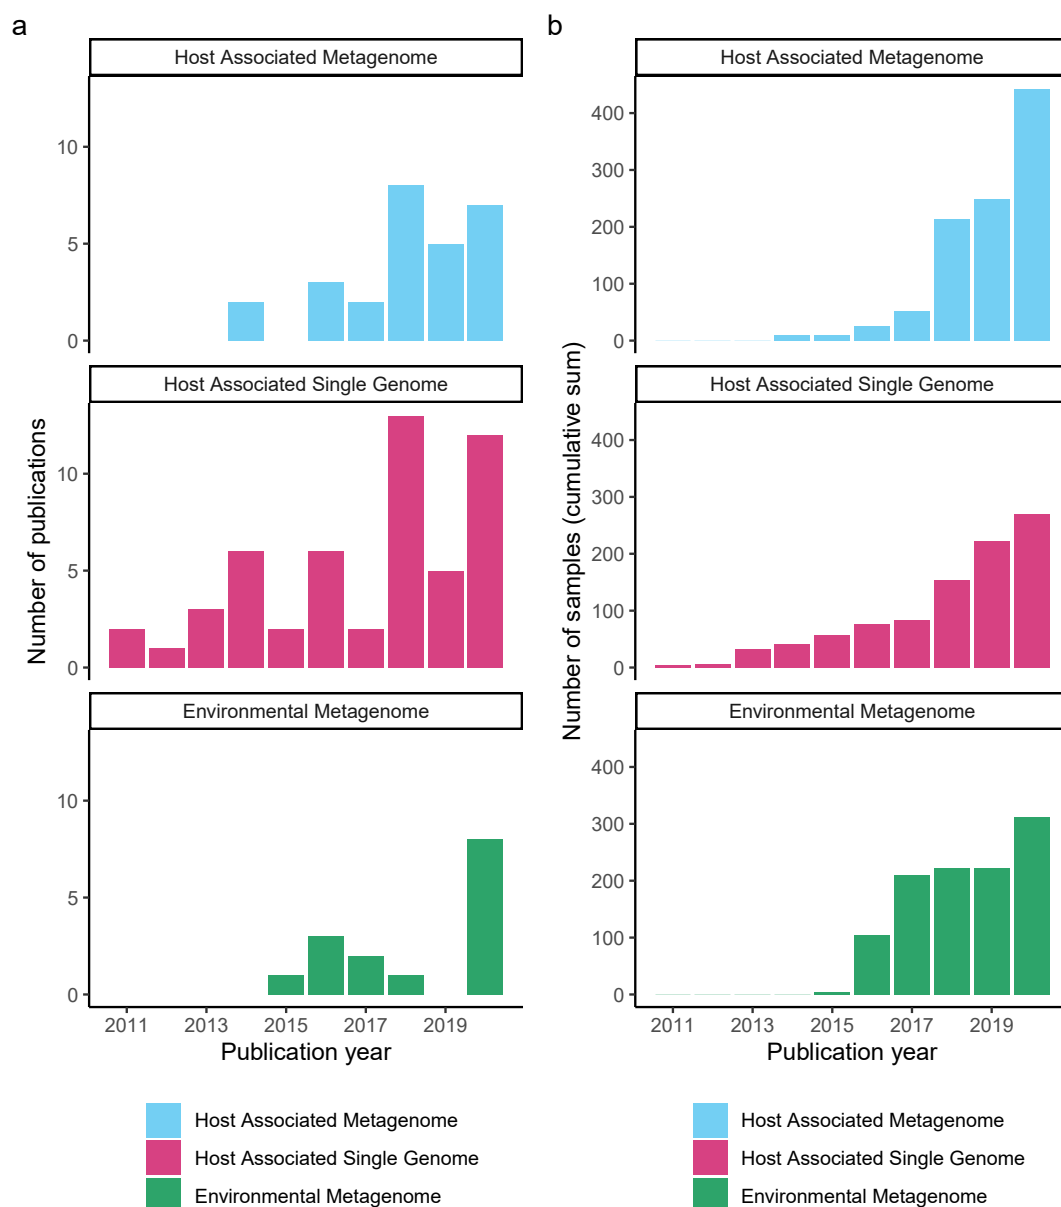 a
Host Associated Metagenome
10
5
0
Host Associated Single Genome
10
5
0
Environmental Metagenome
10
5
0
2011 2013 2015 2017 2019
Publication year
Number of publications
Host Associated Metagenome
Host Associated Single Genome
Environmental Metagenome
b
Host Associated Metagenome
400
300
200
100
0
Host Associated Single Genome
400
300
200
100
0
Environmental Metagenome
400
300
200
100
0
2011 2013 2015 2017 2019
Publication year
Number of samples (cumulative sum)
Host Associated Metagenome
Host Associated Single Genome
Environmental Metagenome